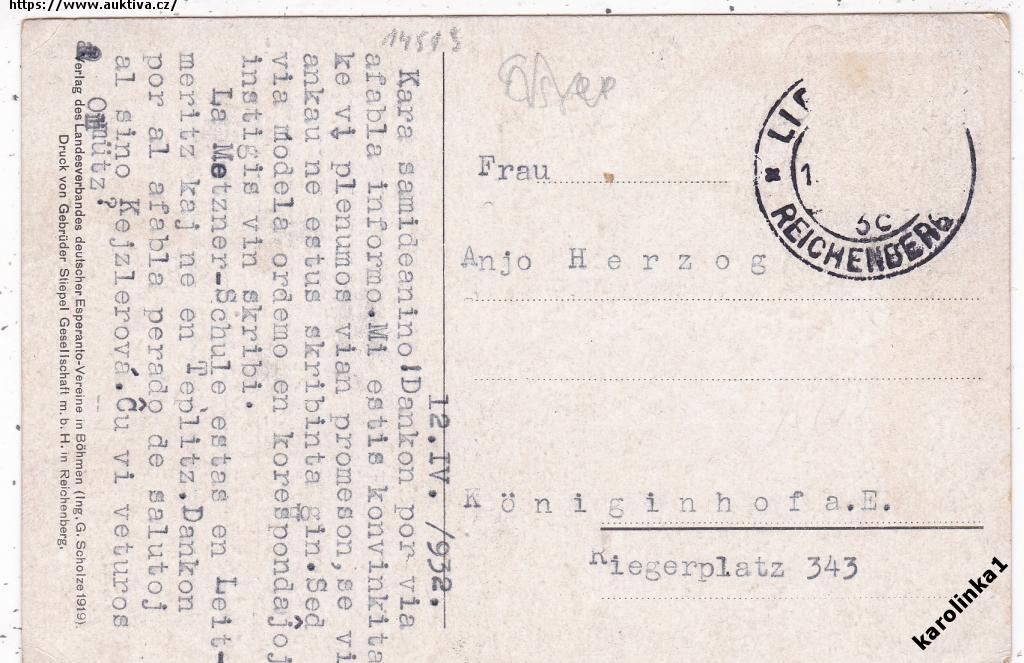 https://www.auktiva.cz/
14515
12.IV./932.
Kara samideanino!Dankon por via
afabla informo.Mi estis konvinkita
ke vi plenumos vian promeson,se vi
ankau ne estus skribinta ĝin.Sed
via modela ordemo en korespondajoj
instigis vin skribi.
La Metzner-Schule estas en Leit-
meritz kaj ne en Teplitz.Dankon
por al afabla perado de salutoj
al sino Kejzlerová.Ĉu vi veturos
Olmütz?
Verlag des Landesverbandes deutscher Esperanto-Vereine in Böhmen (Ing. G. Scholze 1919).
Druck von Gebrüder Stiepel Gesellschaft m. b. H. in Reichenberg.
Frau
Anjo Herzog
Königinhof a.E.
Riegerplatz 343
REICHENBERG
karolinka1